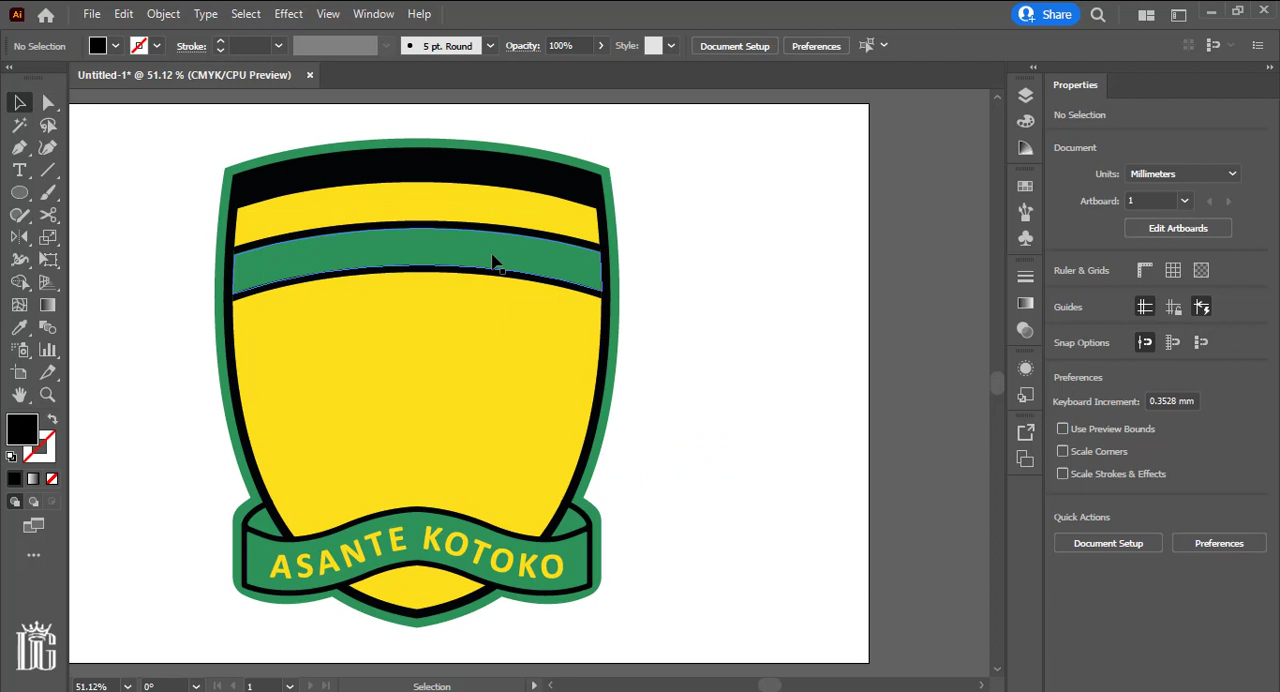 Ai File Edit Object Type Select Effect View Window Help Share
No Selection Stroke: 5 pt. Round Opacity: 100% Style: Document Setup Preferences
Untitled-1* @ 51.12 % (CMYK/CPU Preview) ×
Properties
No Selection
Document
Units: Millimeters
Artboard: 1
Edit Artboards
Ruler & Grids
Guides
Snap Options
Preferences
Keyboard Increment: 0.3528 mm
Use Preview Bounds
Scale Corners
Scale Strokes & Effects
Quick Actions
Document Setup Preferences
ASANTE KOTOKO
DG
51.12% 0° 1 Selection